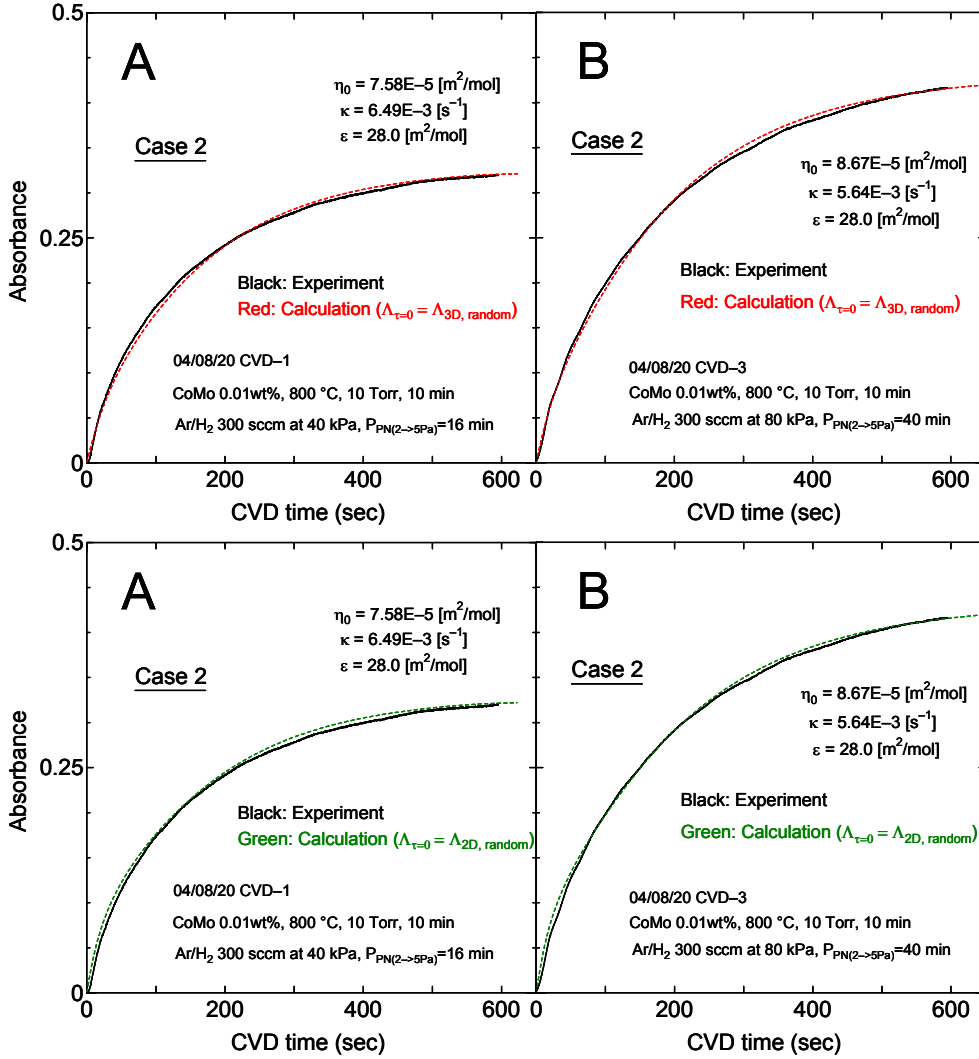 0.5
A
B
η₀ = 7.58E–5 [m²/mol]
κ = 6.49E–3 [s⁻¹]
ε = 28.0 [m²/mol]
Case 2
Case 2
η₀ = 8.67E–5 [m²/mol]
κ = 5.64E–3 [s⁻¹]
ε = 28.0 [m²/mol]
0.25
Absorbance
Black: Experiment
Red: Calculation (Λτ=0 = Λ3D, random)
Black: Experiment
Red: Calculation (Λτ=0 = Λ3D, random)
04/08/20 CVD–1
CoMo 0.01wt%, 800 °C, 10 Torr, 10 min
Ar/H₂ 300 sccm at 40 kPa, PPN(2–>5Pa)=16 min
04/08/20 CVD–3
CoMo 0.01wt%, 800 °C, 10 Torr, 10 min
Ar/H₂ 300 sccm at 80 kPa, PPN(2–>5Pa)=40 min
0
0 200 400 600
0 200 400 600
CVD time (sec)
CVD time (sec)
0.5
A
B
η₀ = 7.58E–5 [m²/mol]
κ = 6.49E–3 [s⁻¹]
ε = 28.0 [m²/mol]
Case 2
Case 2
η₀ = 8.67E–5 [m²/mol]
κ = 5.64E–3 [s⁻¹]
ε = 28.0 [m²/mol]
0.25
Absorbance
Black: Experiment
Green: Calculation (Λτ=0 = Λ2D, random)
Black: Experiment
Green: Calculation (Λτ=0 = Λ2D, random)
04/08/20 CVD–1
CoMo 0.01wt%, 800 °C, 10 Torr, 10 min
Ar/H₂ 300 sccm at 40 kPa, PPN(2–>5Pa)=16 min
04/08/20 CVD–3
CoMo 0.01wt%, 800 °C, 10 Torr, 10 min
Ar/H₂ 300 sccm at 80 kPa, PPN(2–>5Pa)=40 min
0
0 200 400 600
0 200 400 600
CVD time (sec)
CVD time (sec)